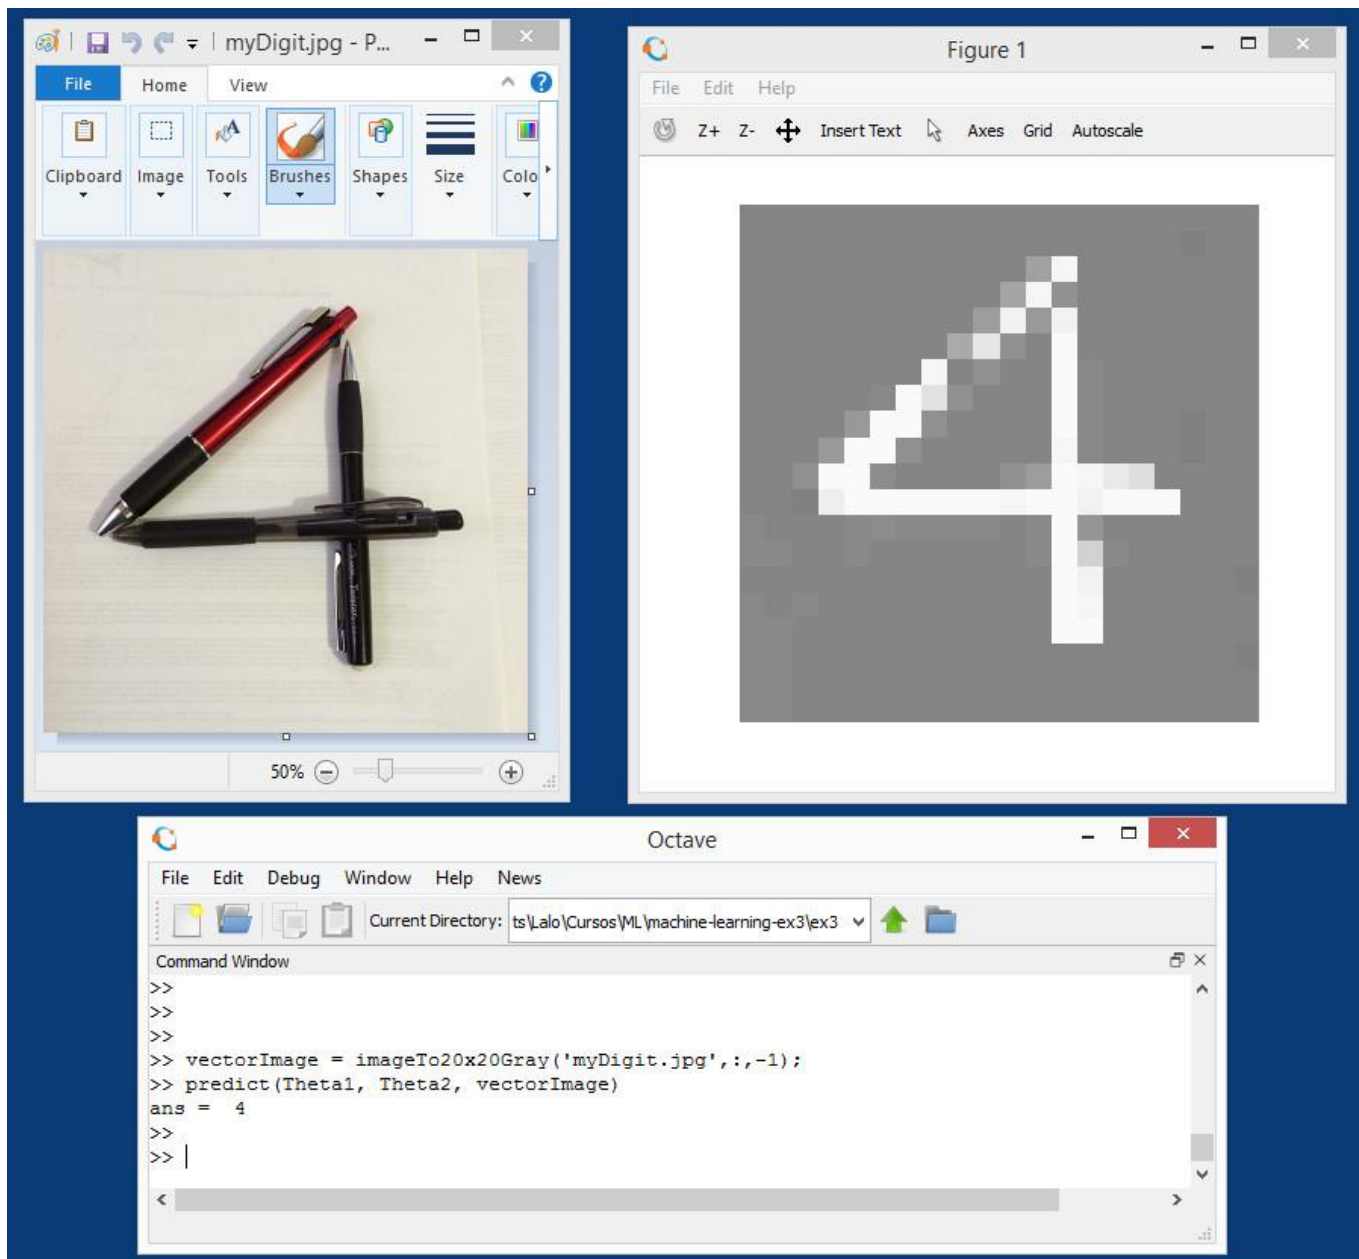 myDigit.jpg - P...
File Home View
Clipboard Image Tools Brushes Shapes Size Colo
50%
Figure 1
File Edit Help
Z+ Z- Insert Text Axes Grid Autoscale
Octave
File Edit Debug Window Help News
Current Directory: ts\Lalo\Cursos\ML\machine-learning-ex3\ex3
Command Window
>>
>>
>>
>> vectorImage = imageTo20x20Gray('myDigit.jpg',:,-1);
>> predict(Theta1, Theta2, vectorImage)
ans =  4
>>
>>